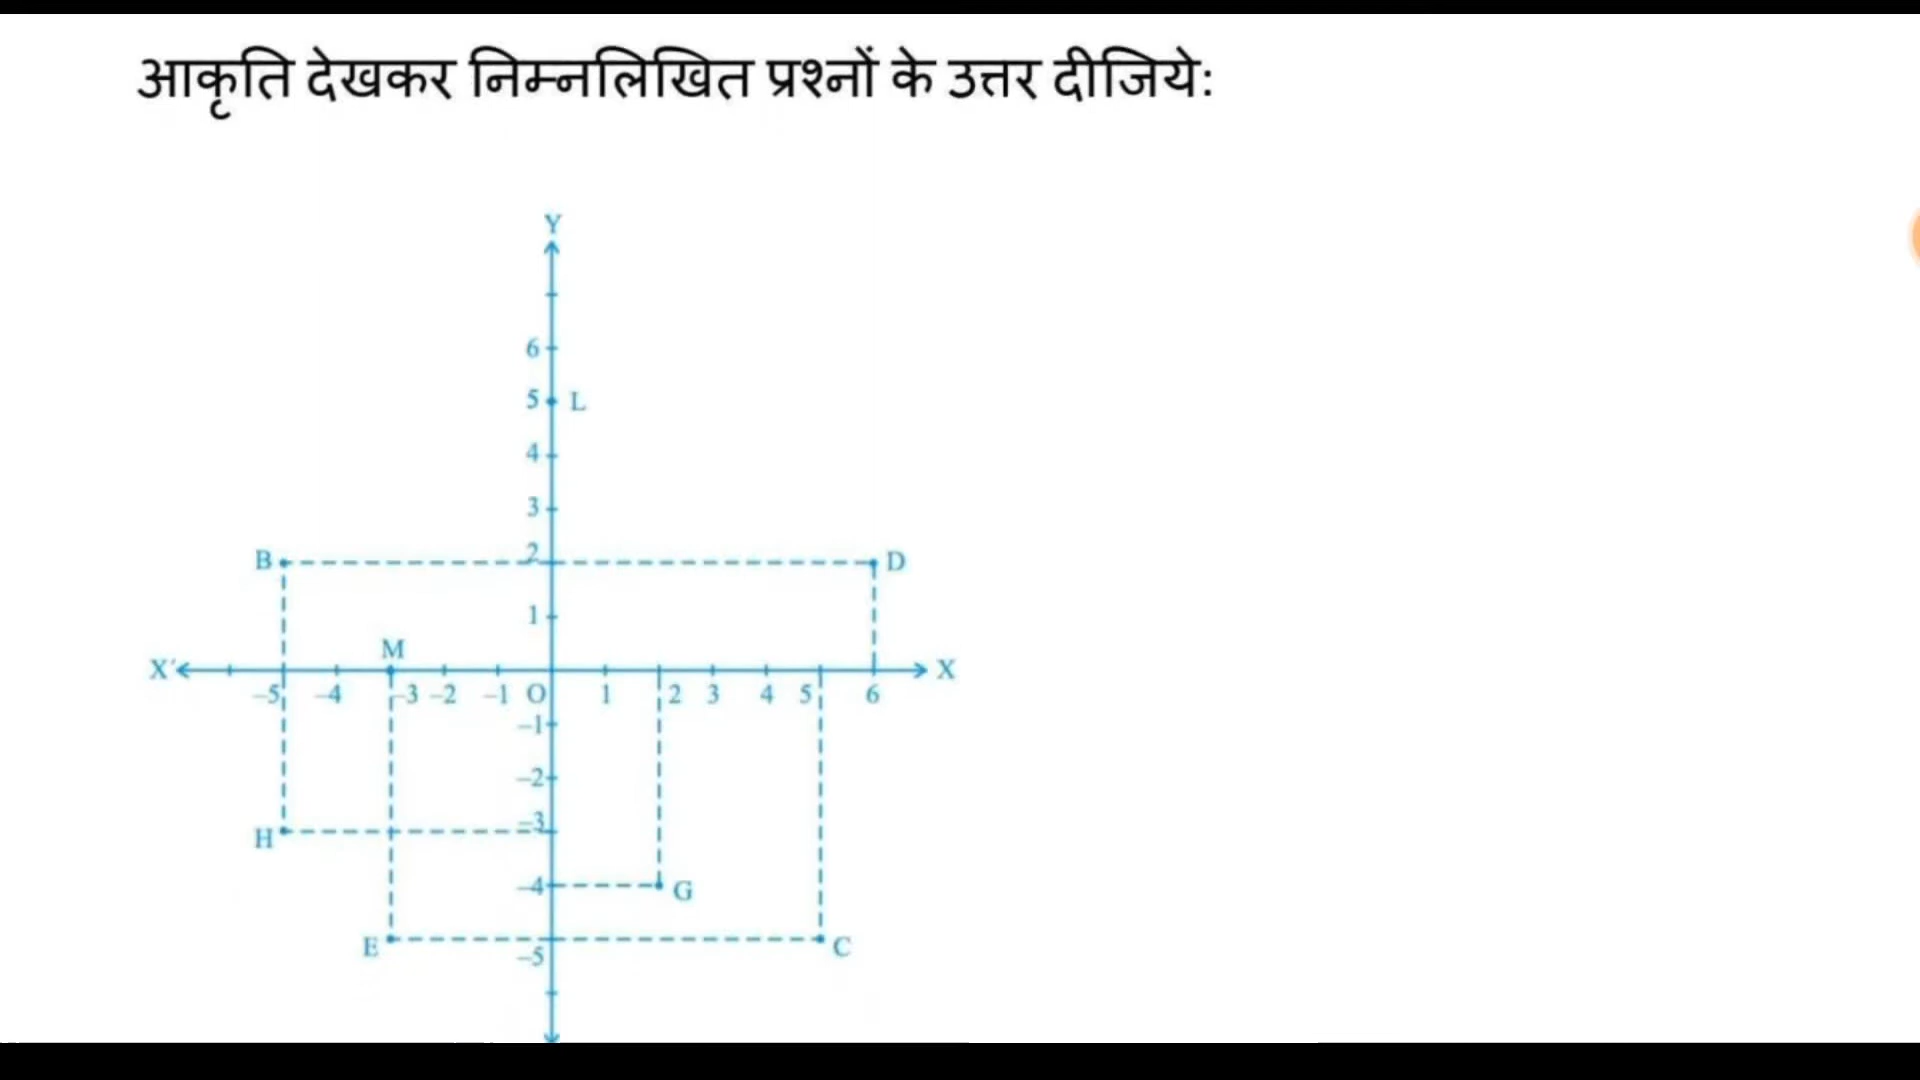 आकृति देखकर निम्नलिखित प्रश्नों के उत्तर दीजिये:
Y
6
5 L
4
3
B 2 D
1
M
X′ X
–5 –4 –3 –2 –1 O 1 2 3 4 5 6
–1
–2
–3
H
–4 G
E –5 C